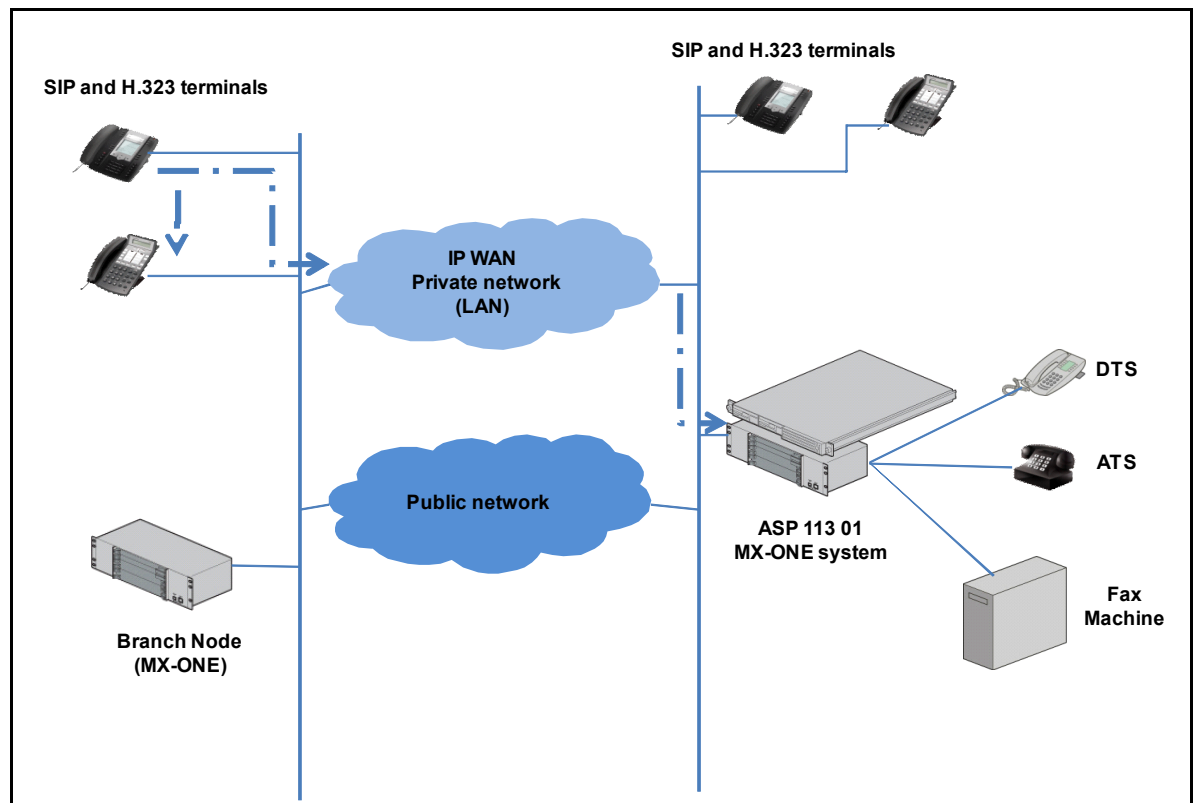 SIP and H.323 terminals
SIP and H.323 terminals
IP WAN
Private network
(LAN)
DTS
ATS
Public network
ASP 113 01
MX-ONE system
Fax
Machine
Branch Node
(MX-ONE)